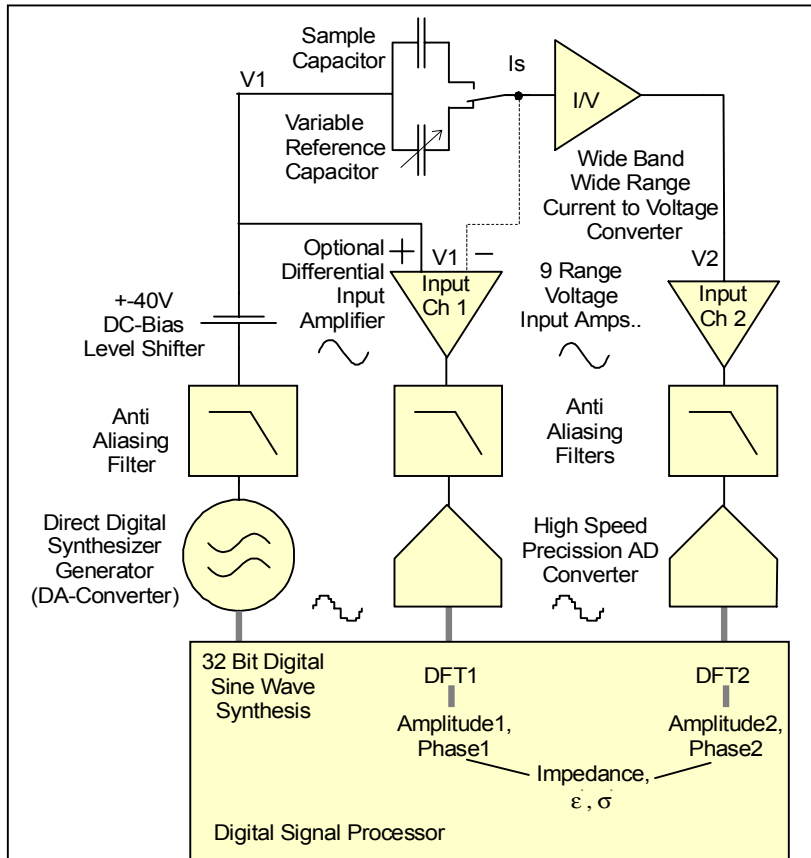 Sample
Capacitor
V1
Is
I/V
Variable
Reference
Capacitor
Wide Band
Wide Range
Current to Voltage
Converter
+
V1
−
V2
Optional
Differential
Input
Amplifier
Input
Ch 1
9 Range
Voltage
Input Amps..
Input
Ch 2
+-40V
DC-Bias
Level Shifter
Anti
Aliasing
Filter
Anti
Aliasing
Filters
Direct Digital
Synthesizer
Generator
(DA-Converter)
High Speed
Precission AD
Converter
32 Bit Digital
Sine Wave
Synthesis
DFT1
DFT2
Amplitude1,
Phase1
Amplitude2,
Phase2
Impedance,
ε, σ
Digital Signal Processor